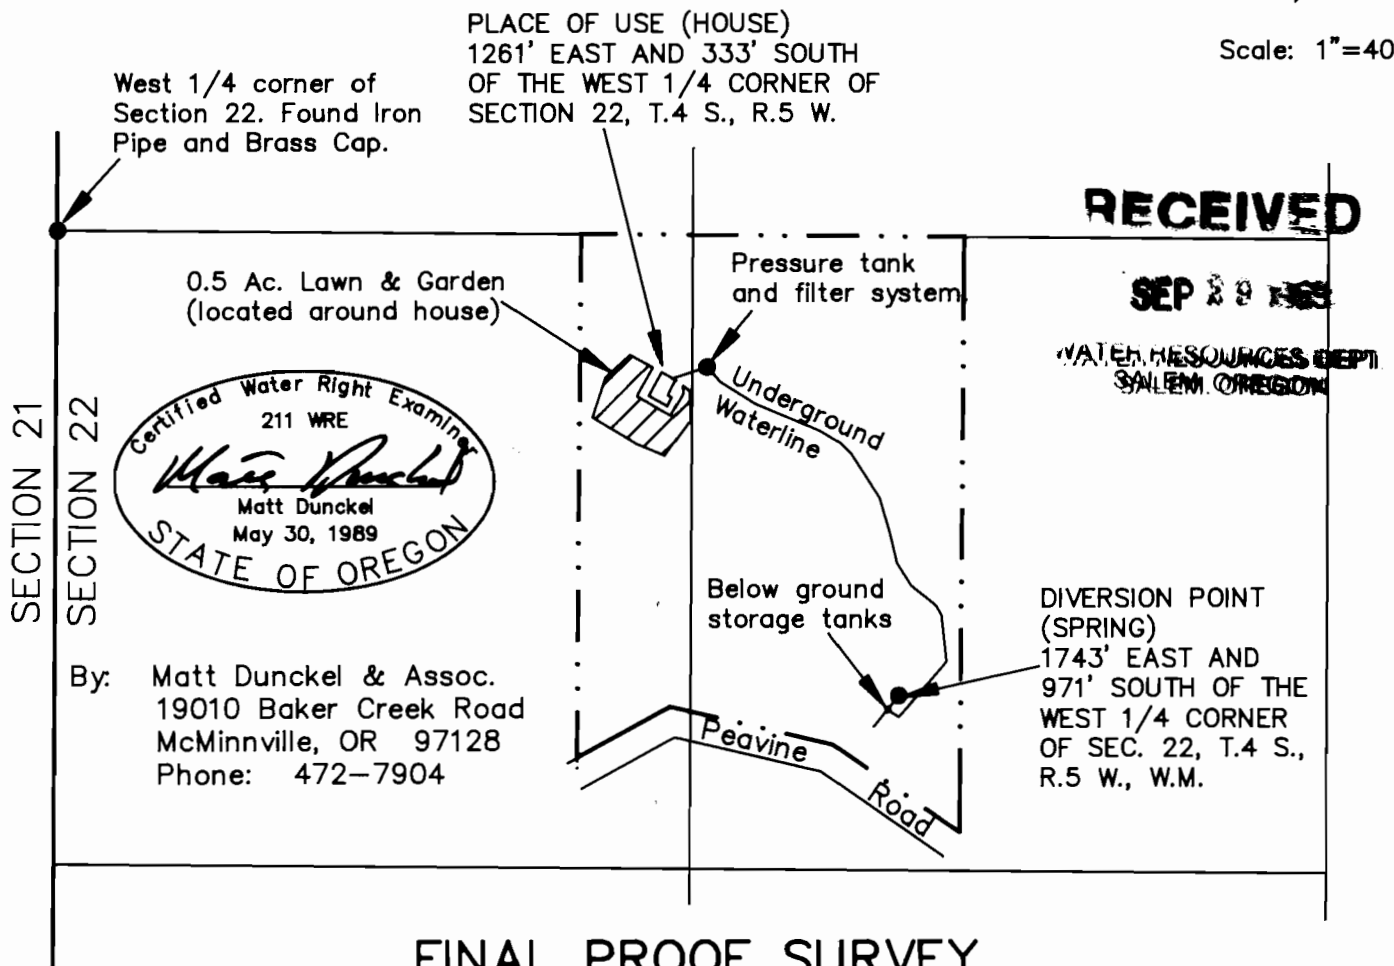 PLACE OF USE (HOUSE)
1261' EAST AND 333' SOUTH
OF THE WEST 1/4 CORNER OF
SECTION 22, T.4 S., R.5 W.
Scale: 1"=40
West 1/4 corner of
Section 22. Found Iron
Pipe and Brass Cap.
RECEIVED
SEP
WATER RESOURCES DEPT
SALEM. OREGON
0.5 Ac. Lawn & Garden
(located around house)
Pressure tank
and filter system
Underground
Waterline
SECTION 21
SECTION 22
Certified Water Right Examiner
211 WRE
Matt Dunckel
Matt Dunckel
May 30, 1989
STATE OF OREGON
Below ground
storage tanks
DIVERSION POINT
(SPRING)
1743' EAST AND
971' SOUTH OF THE
WEST 1/4 CORNER
OF SEC. 22, T.4 S.,
R.5 W., W.M.
By: Matt Dunckel & Assoc.
19010 Baker Creek Road
McMinnville, OR 97128
Phone: 472-7904
Peavine
Road
FINAL PROOF SURVEY